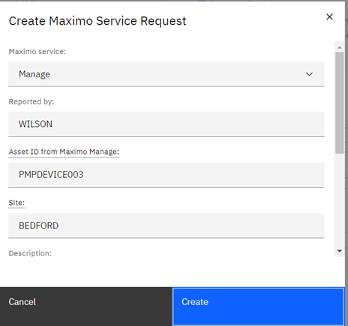 Create Maximo Service Request
Maximo service:
Manage
Reported by:
WILSON
Asset ID from Maximo Manage:
PMPDEVICE003
Site:
BEDFORD
Description:
Cancel
Create